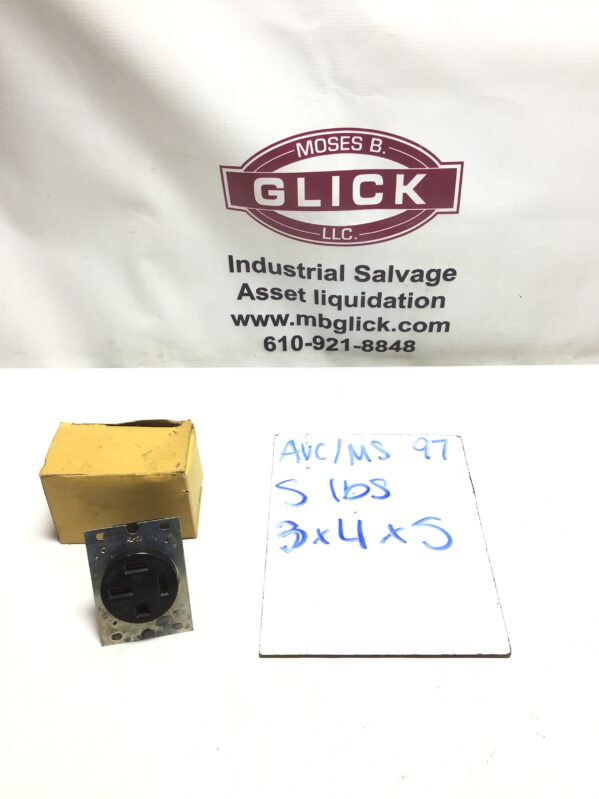 MOSES B.
GLICK
LLC.
Industrial Salvage
Asset liquidation
www.mbglick.com
610-921-8848
AVC/MS 97
5 lbs
3x4x5